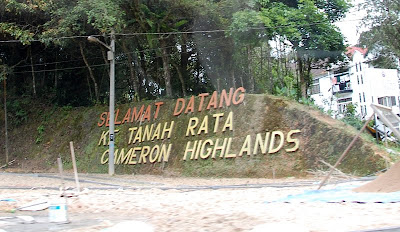 SELAMAT DATANG
KE TANAH RATA
CAMERON HIGHLANDS